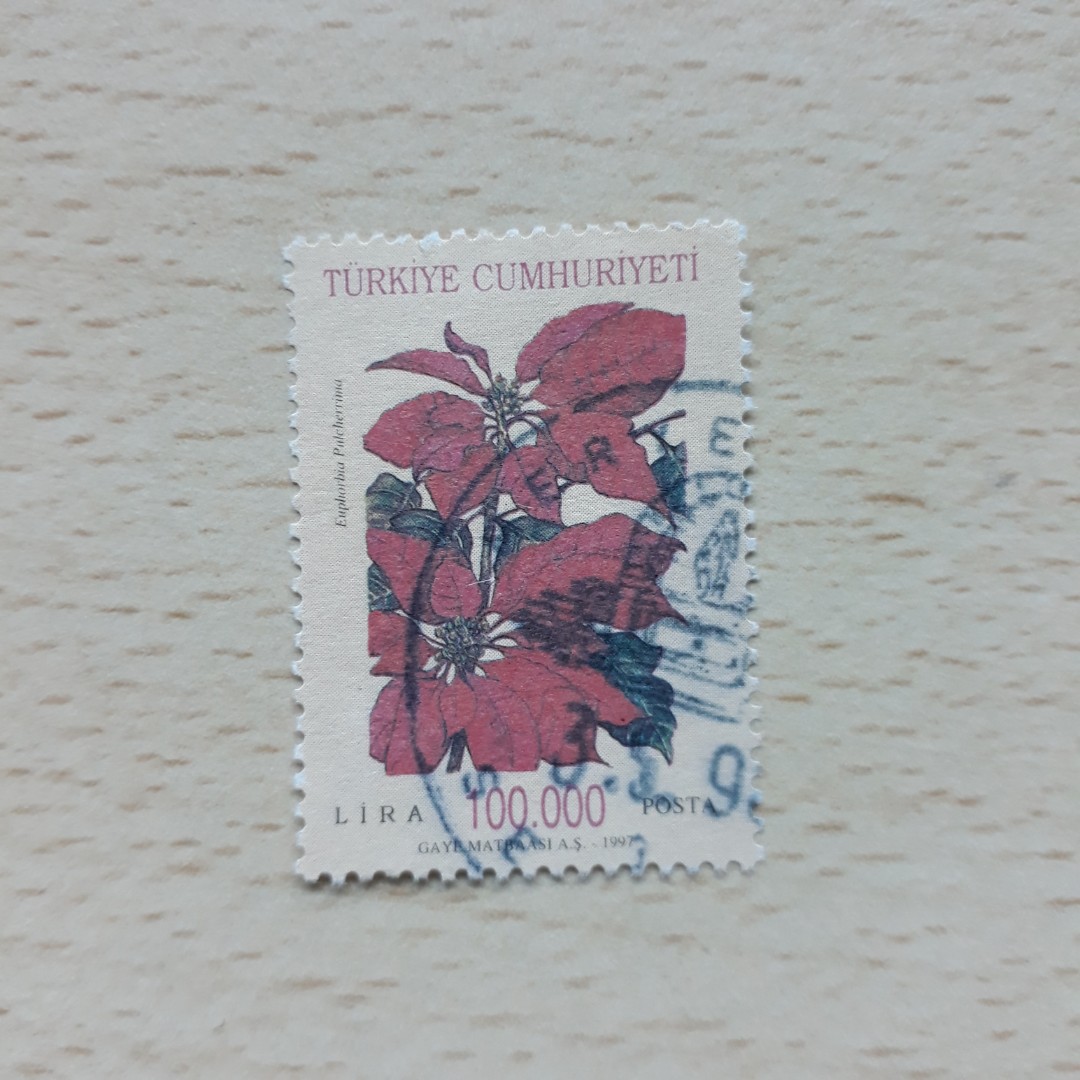 TÜRKİYE CUMHURİYETİ
Euphorbia Pulcherrima
LİRA 100.000 POSTA
GAYE MATBAASI A.Ş. - 1997